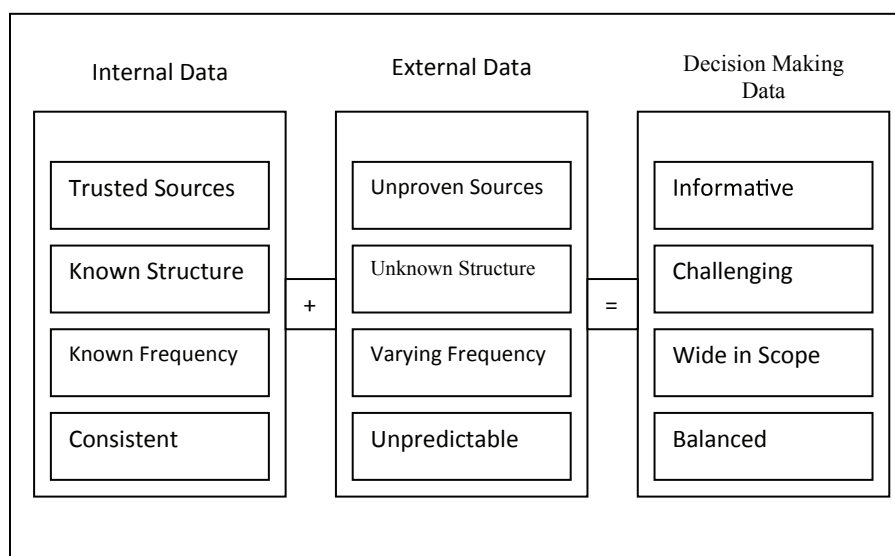 Internal Data
Trusted Sources
Known Structure
Known Frequency
Consistent
+
External Data
Unproven Sources
Unknown Structure
Varying Frequency
Unpredictable
=
Decision Making
Data
Informative
Challenging
Wide in Scope
Balanced